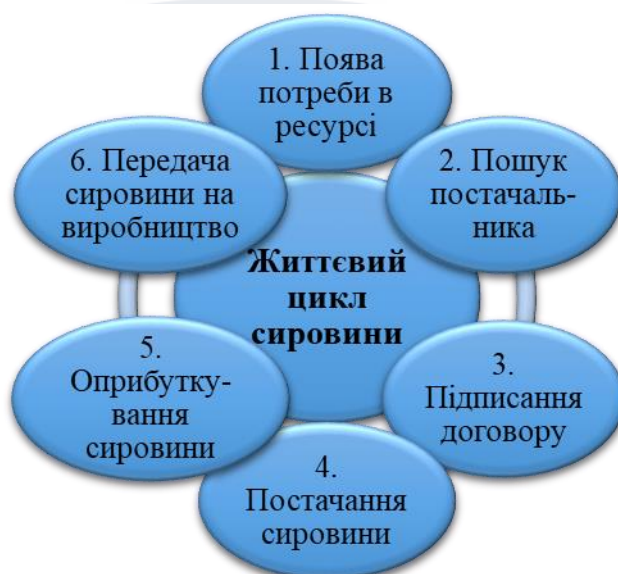 1. Поява
потреби в
ресурсі
2. Пошук
постачаль-
ника
3.
Підписання
договору
4.
Постачання
сировини
5.
Оприбутку-
вання
сировини
6. Передача
сировини на
виробництво
Життєвий
цикл
сировини